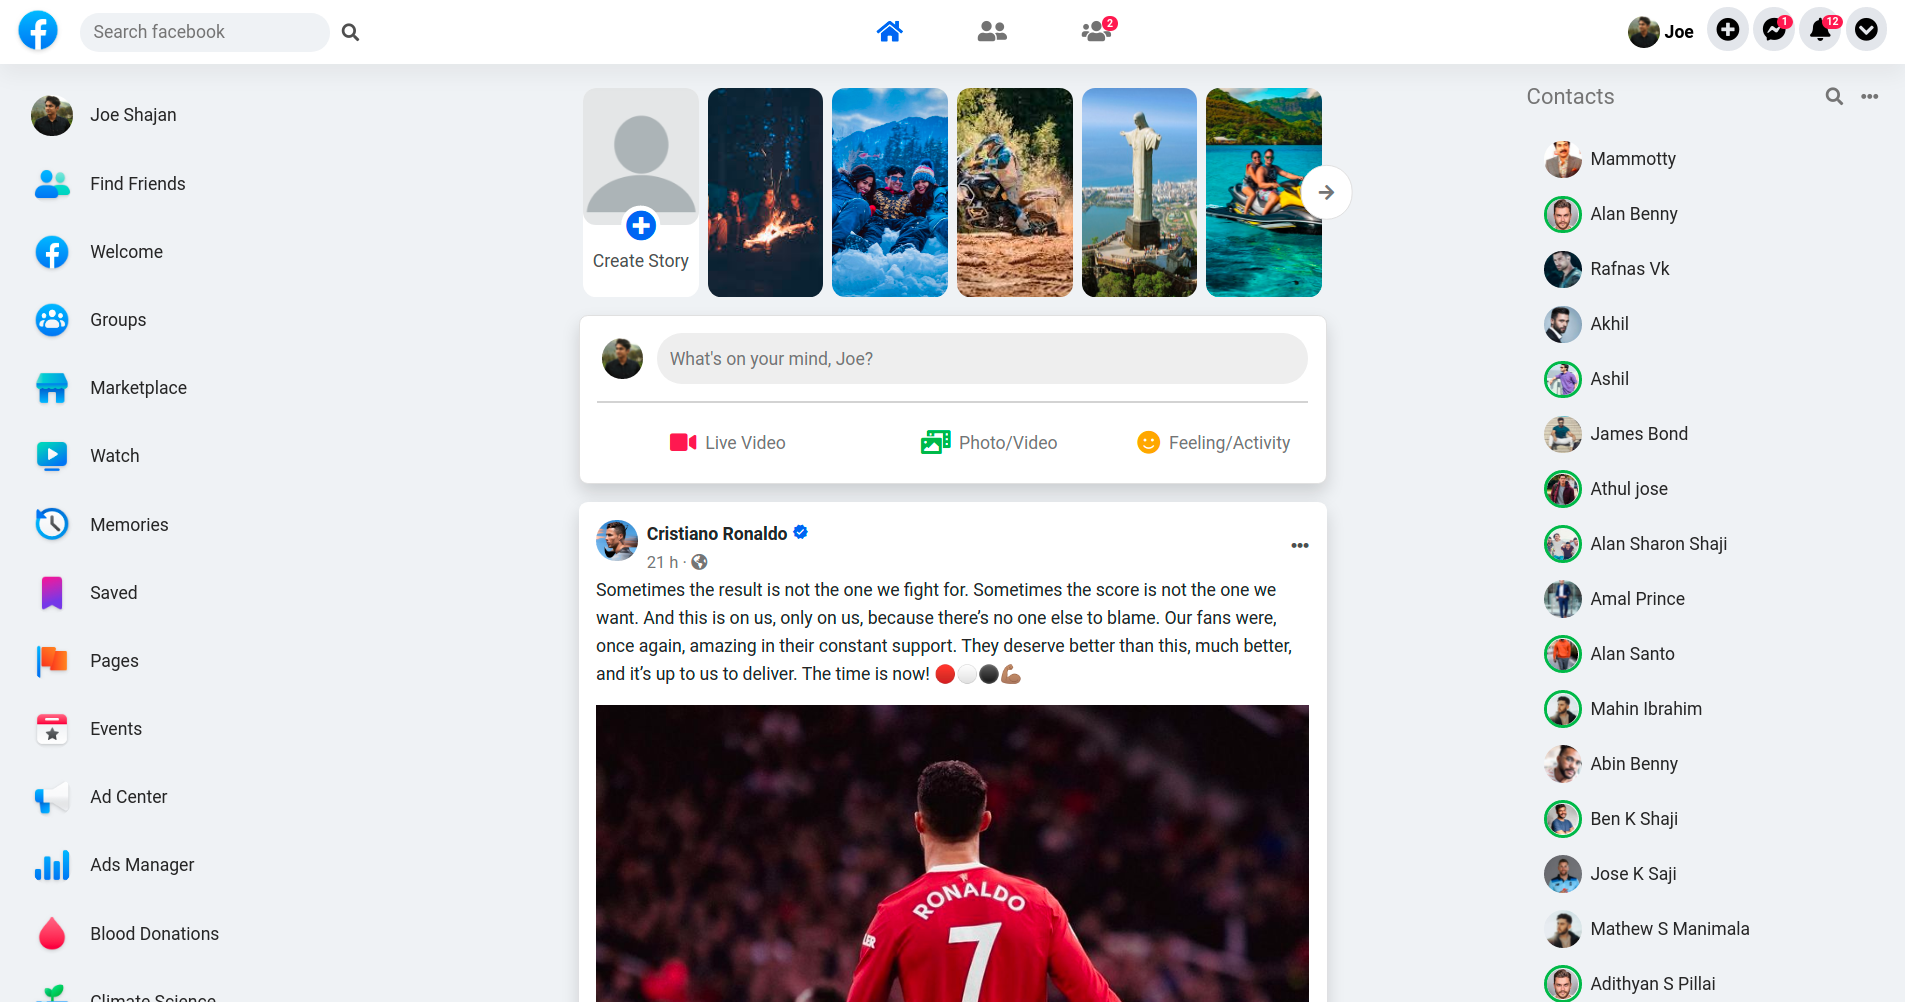 Search facebook
2
Joe
1
12
Joe Shajan
Find Friends
Welcome
Groups
Marketplace
Watch
Memories
Saved
Pages
Events
Ad Center
Ads Manager
Blood Donations
Climate Science
Create Story
What's on your mind, Joe?
Live Video
Photo/Video
Feeling/Activity
Cristiano Ronaldo
21 h ·
Sometimes the result is not the one we fight for. Sometimes the score is not the one we
want. And this is on us, only on us, because there’s no one else to blame. Our fans were,
once again, amazing in their constant support. They deserve better than this, much better,
and it’s up to us to deliver. The time is now! 🔴⚪⚫💪🏽
RONALDO
7
Contacts
Mammotty
Alan Benny
Rafnas Vk
Akhil
Ashil
James Bond
Athul jose
Alan Sharon Shaji
Amal Prince
Alan Santo
Mahin Ibrahim
Abin Benny
Ben K Shaji
Jose K Saji
Mathew S Manimala
Adithyan S Pillai